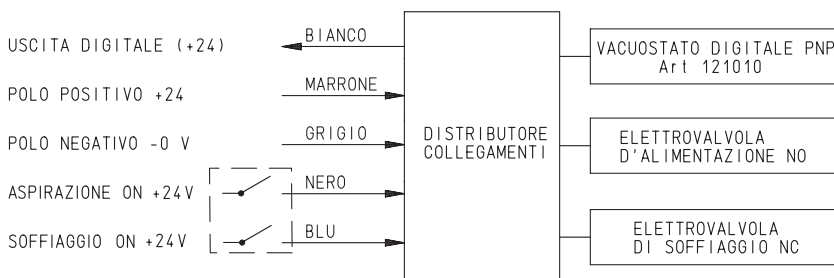 USCITA DIGITALE (+24)
BIANCO
POLO POSITIVO +24
MARRONE
POLO NEGATIVO -0 V
GRIGIO
ASPIRAZIONE ON +24V
NERO
SOFFIAGGIO ON +24V
BLU
DISTRIBUTORE
COLLEGAMENTI
VACUOSTATO DIGITALE PNP
Art 121010
ELETTROVALVOLA
D'ALIMENTAZIONE NO
ELETTROVALVOLA
DI SOFFIAGGIO NC